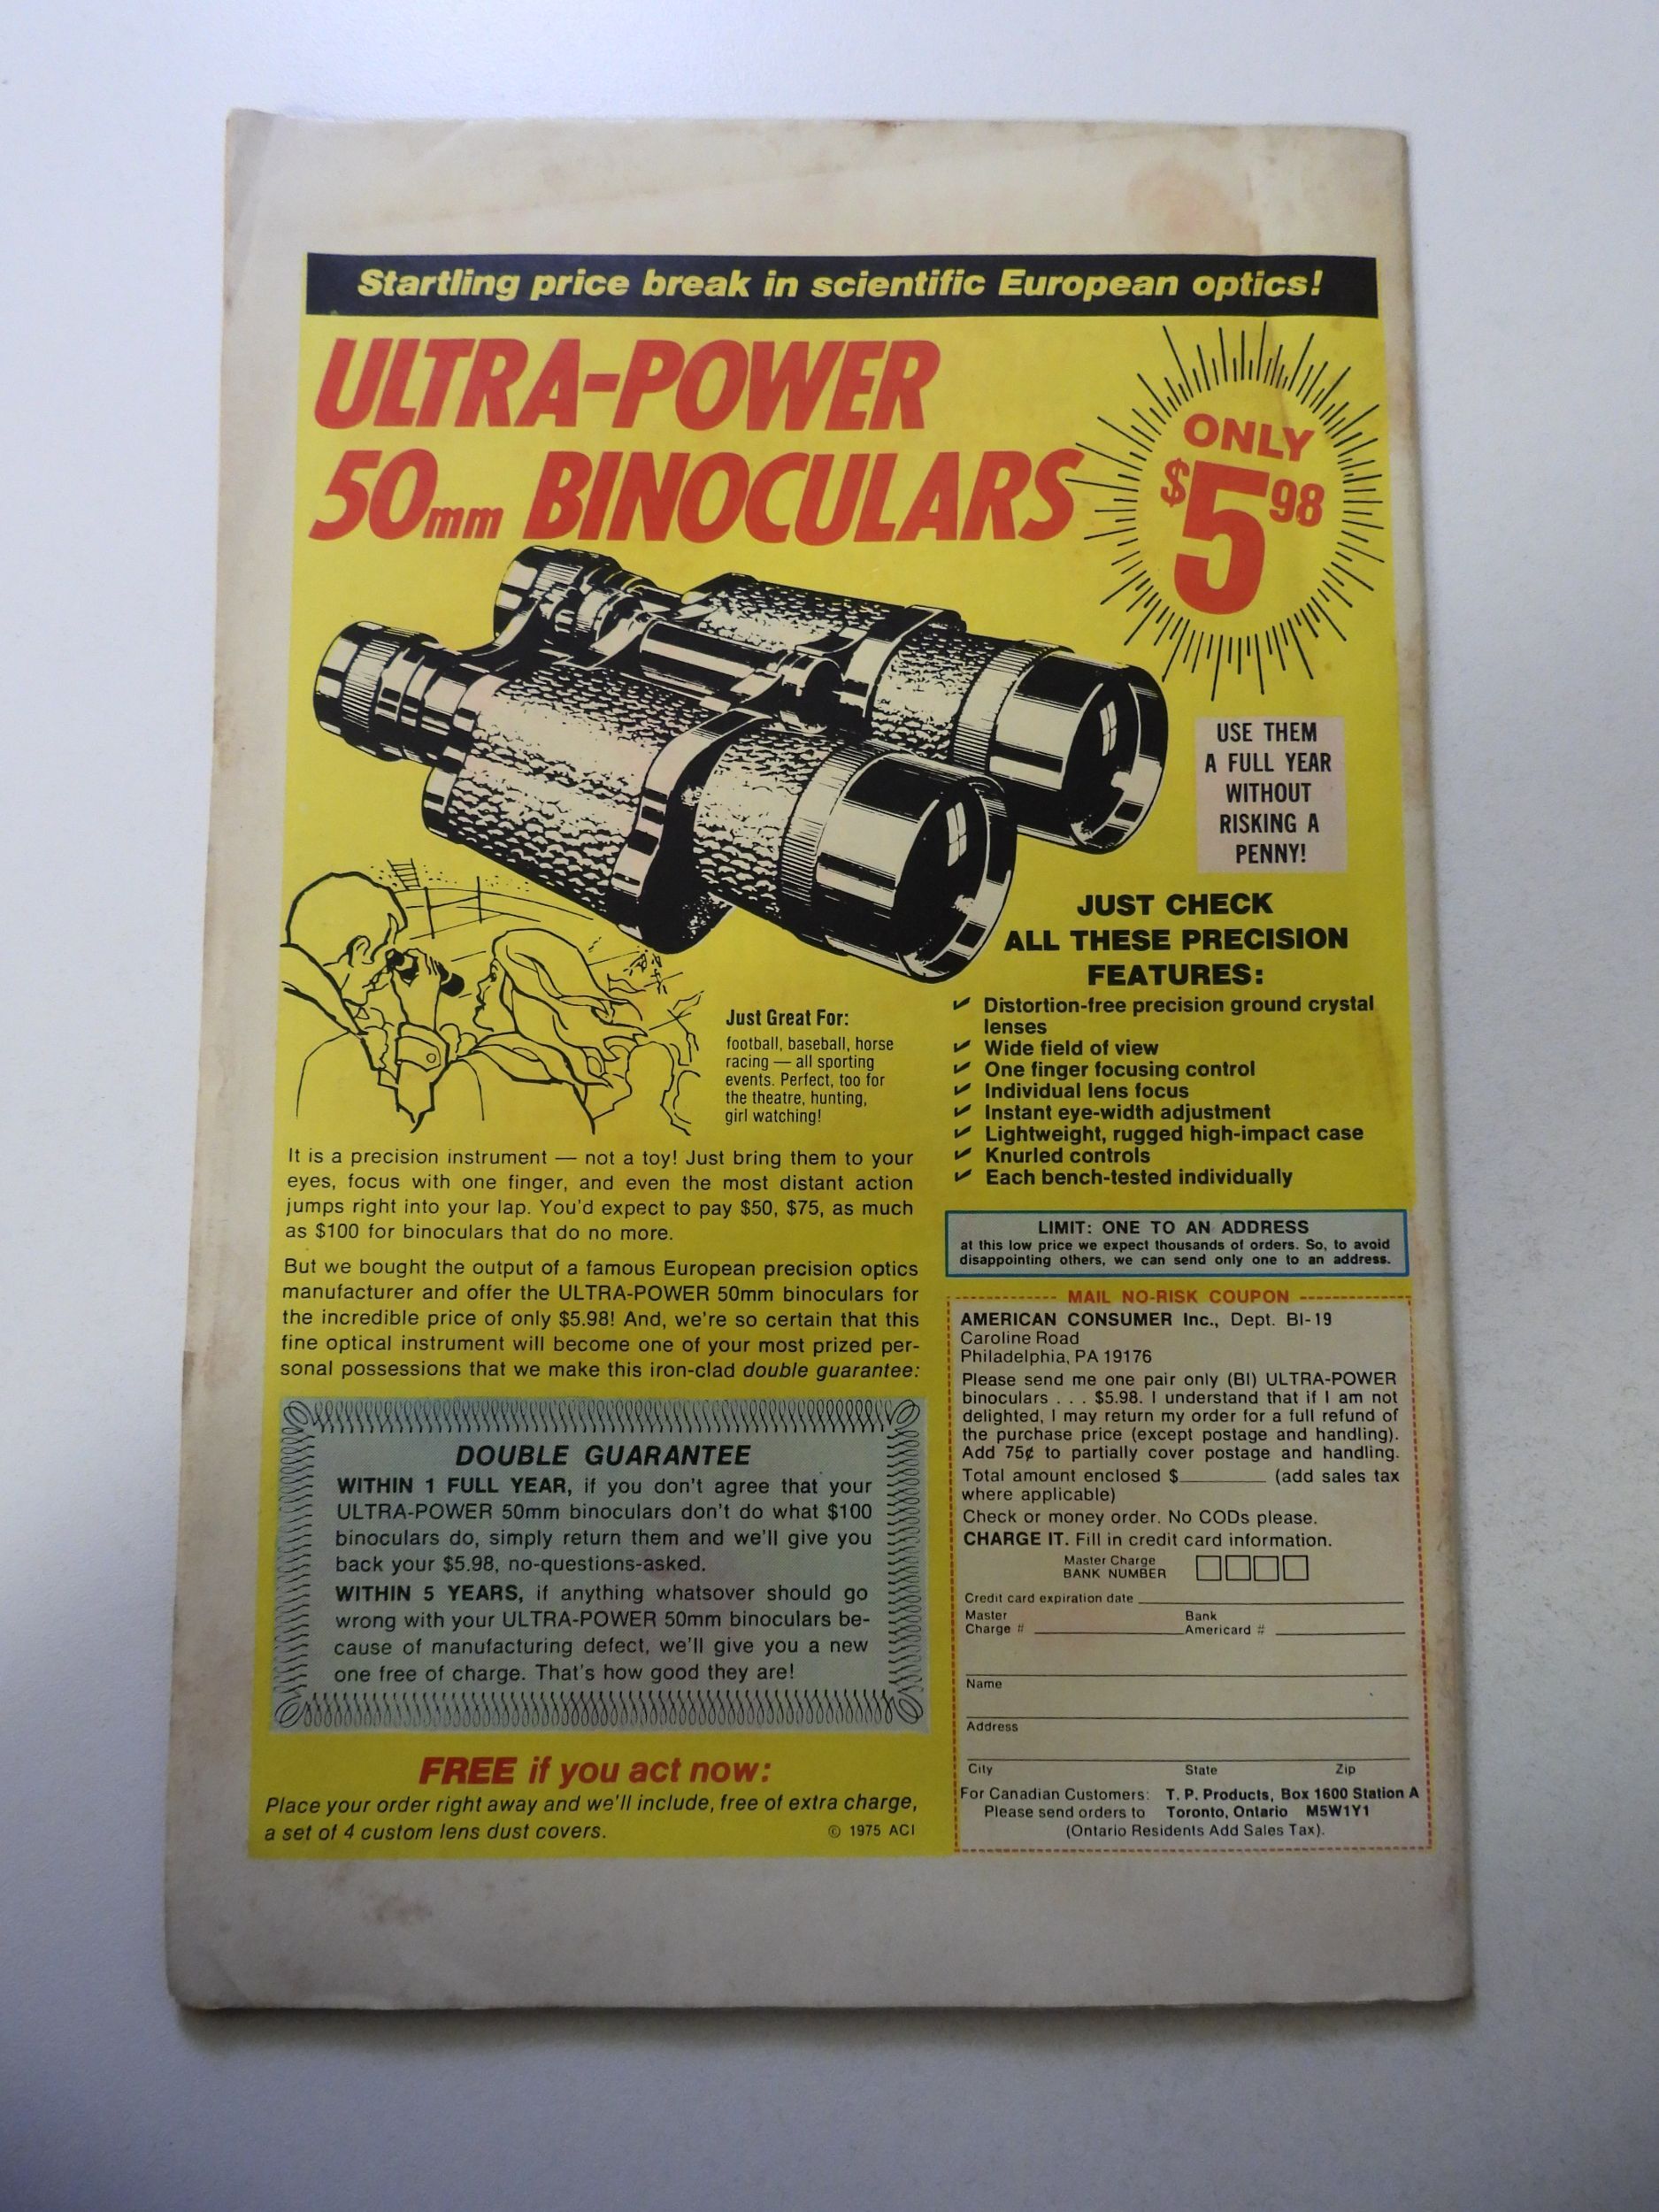 Startling price break in scientific European optics!
ULTRA-POWER
50mm BINOCULARS
ONLY
$5 98
USE THEM
A FULL YEAR
WITHOUT
RISKING A
PENNY!
JUST CHECK
ALL THESE PRECISION
FEATURES:
✔ Distortion-free precision ground crystal
lenses
✔ Wide field of view
✔ One finger focusing control
✔ Individual lens focus
✔ Instant eye-width adjustment
✔ Lightweight, rugged high-impact case
✔ Knurled controls
✔ Each bench-tested individually
Just Great For:
football, baseball, horse
racing — all sporting
events. Perfect, too for
the theatre, hunting,
girl watching!
It is a precision instrument — not a toy! Just bring them to your
eyes, focus with one finger, and even the most distant action
jumps right into your lap. You'd expect to pay $50, $75, as much
as $100 for binoculars that do no more.
But we bought the output of a famous European precision optics
manufacturer and offer the ULTRA-POWER 50mm binoculars for
the incredible price of only $5.98! And, we're so certain that this
fine optical instrument will become one of your most prized per-
sonal possessions that we make this iron-clad double guarantee:
DOUBLE GUARANTEE
WITHIN 1 FULL YEAR, if you don't agree that your
ULTRA-POWER 50mm binoculars don't do what $100
binoculars do, simply return them and we'll give you
back your $5.98, no-questions-asked.
WITHIN 5 YEARS, if anything whatsover should go
wrong with your ULTRA-POWER 50mm binoculars be-
cause of manufacturing defect, we'll give you a new
one free of charge. That's how good they are!
FREE if you act now:
Place your order right away and we'll include, free of extra charge,
a set of 4 custom lens dust covers.
© 1975 ACI
LIMIT: ONE TO AN ADDRESS
at this low price we expect thousands of orders. So, to avoid
disappointing others, we can send only one to an address.
MAIL NO-RISK COUPON
AMERICAN CONSUMER Inc., Dept. BI-19
Caroline Road
Philadelphia, PA 19176
Please send me one pair only (BI) ULTRA-POWER
binoculars . . . $5.98. I understand that if I am not
delighted, I may return my order for a full refund of
the purchase price (except postage and handling).
Add 75¢ to partially cover postage and handling.
Total amount enclosed $________ (add sales tax
where applicable)
Check or money order. No CODs please.
CHARGE IT. Fill in credit card information.
Master Charge
BANK NUMBER
Credit card expiration date
Master Bank
Charge # Americard #
Name
Address
City State Zip
For Canadian Customers: T. P. Products, Box 1600 Station A
Please send orders to Toronto, Ontario M5W1Y1
(Ontario Residents Add Sales Tax).